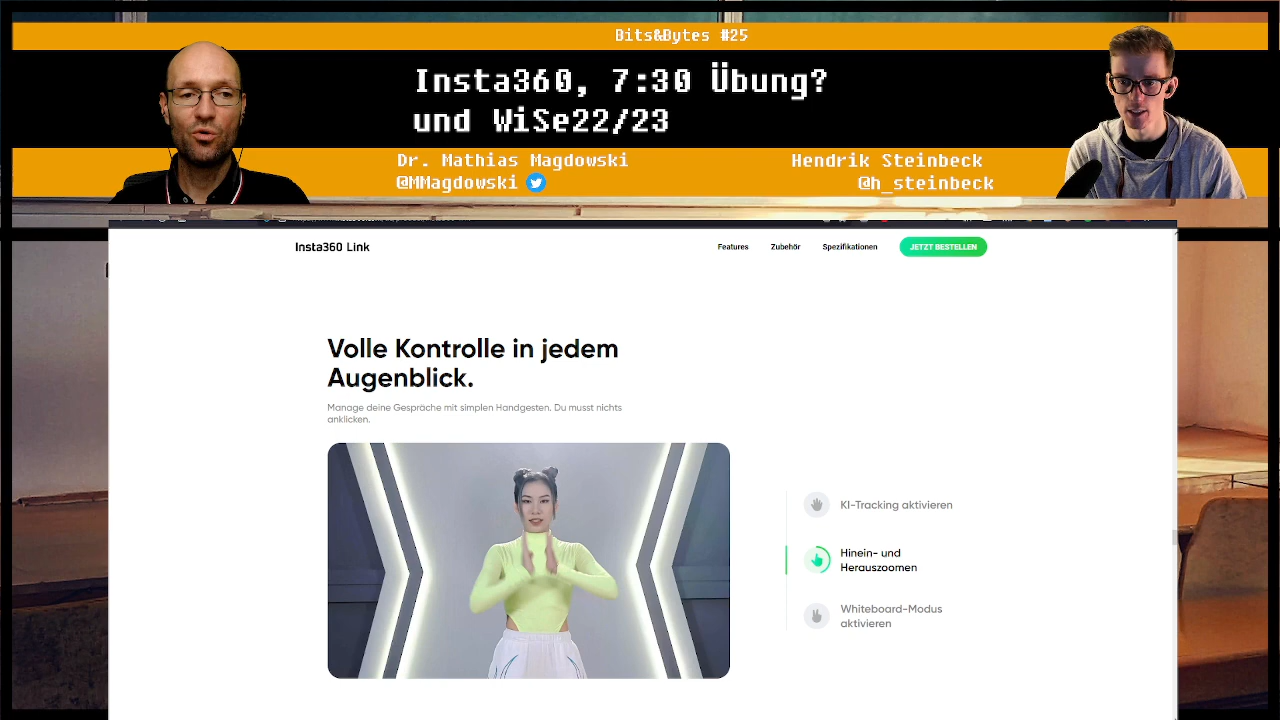 Bits&Bytes #25
Insta360, 7:30 Übung?
und WiSe22/23
Dr. Mathias Magdowski
@MMagdowski
Hendrik Steinbeck
@h_steinbeck
Insta360 Link
Features
Zubehör
Spezifikationen
JETZT BESTELLEN
Volle Kontrolle in jedem
Augenblick.
Manage deine Gespräche mit simplen Handgesten. Du musst nichts
anklicken.
KI-Tracking aktivieren
Hinein- und
Herauszoomen
Whiteboard-Modus
aktivieren